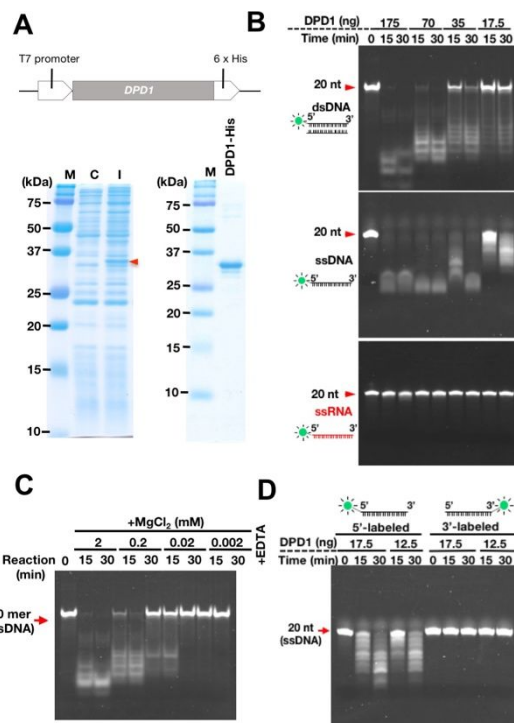 A
T7 promoter
6 x His
DPD1
(kDa)
M
C
I
75
50
37
25
20
15
10
(kDa)
M
DPD1-His
75
50
37
25
20
15
10
B
DPD1 (ng) 175 70 35 17.5
Time (min) 0 15 30 15 30 15 30 15 30
20 nt
dsDNA
5' 3'
20 nt
ssDNA
5' 3'
20 nt
ssRNA
5' 3'
C
+MgCl2 (mM)
2 0.2 0.02 0.002
+EDTA
Reaction (min) 0 15 30 15 30 15 30 15 30
0 mer
sDNA)
D
5' 3' 5' 3'
5'-labeled 3'-labeled
DPD1 (ng) 17.5 12.5 17.5 12.5
Time (min) 0 15 30 15 30 0 15 30 15 30
20 nt
(ssDNA)